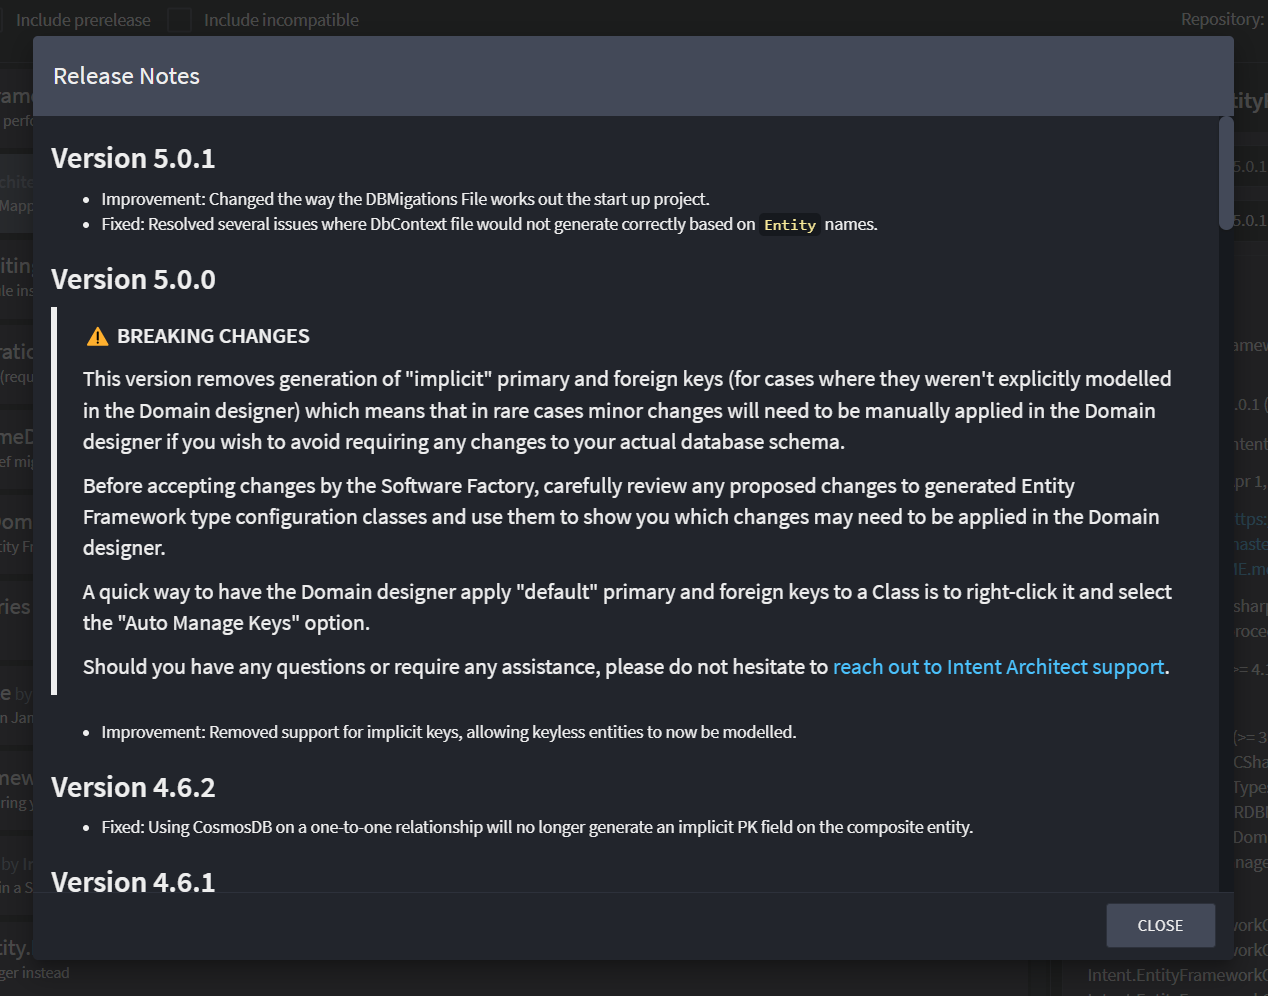 Include prerelease Include incompatible Repository:
Release Notes
Version 5.0.1
• Improvement: Changed the way the DBMigations File works out the start up project.
• Fixed: Resolved several issues where DbContext file would not generate correctly based on Entity names.
Version 5.0.0
⚠ BREAKING CHANGES
This version removes generation of "implicit" primary and foreign keys (for cases where they weren't explicitly modelled
in the Domain designer) which means that in rare cases minor changes will need to be manually applied in the Domain
designer if you wish to avoid requiring any changes to your actual database schema.
Before accepting changes by the Software Factory, carefully review any proposed changes to generated Entity
Framework type configuration classes and use them to show you which changes may need to be applied in the Domain
designer.
A quick way to have the Domain designer apply "default" primary and foreign keys to a Class is to right-click it and select
the "Auto Manage Keys" option.
Should you have any questions or require any assistance, please do not hesitate to reach out to Intent Architect support.
• Improvement: Removed support for implicit keys, allowing keyless entities to now be modelled.
Version 4.6.2
• Fixed: Using CosmosDB on a one-to-one relationship will no longer generate an implicit PK field on the composite entity.
Version 4.6.1
CLOSE
ger instead
Intent.EntityFramework